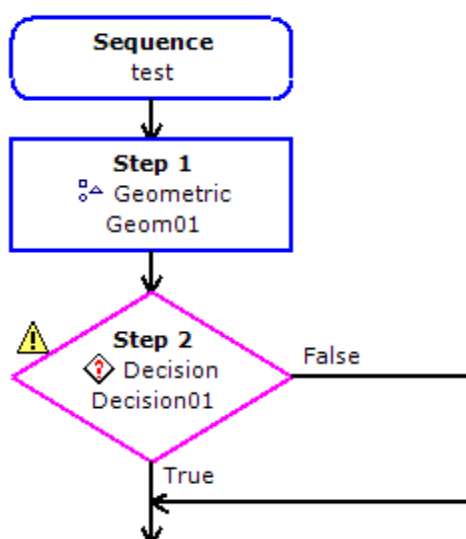 Sequence
test
Step 1
Geometric
Geom01
Step 2
Decision
Decision01
False
True